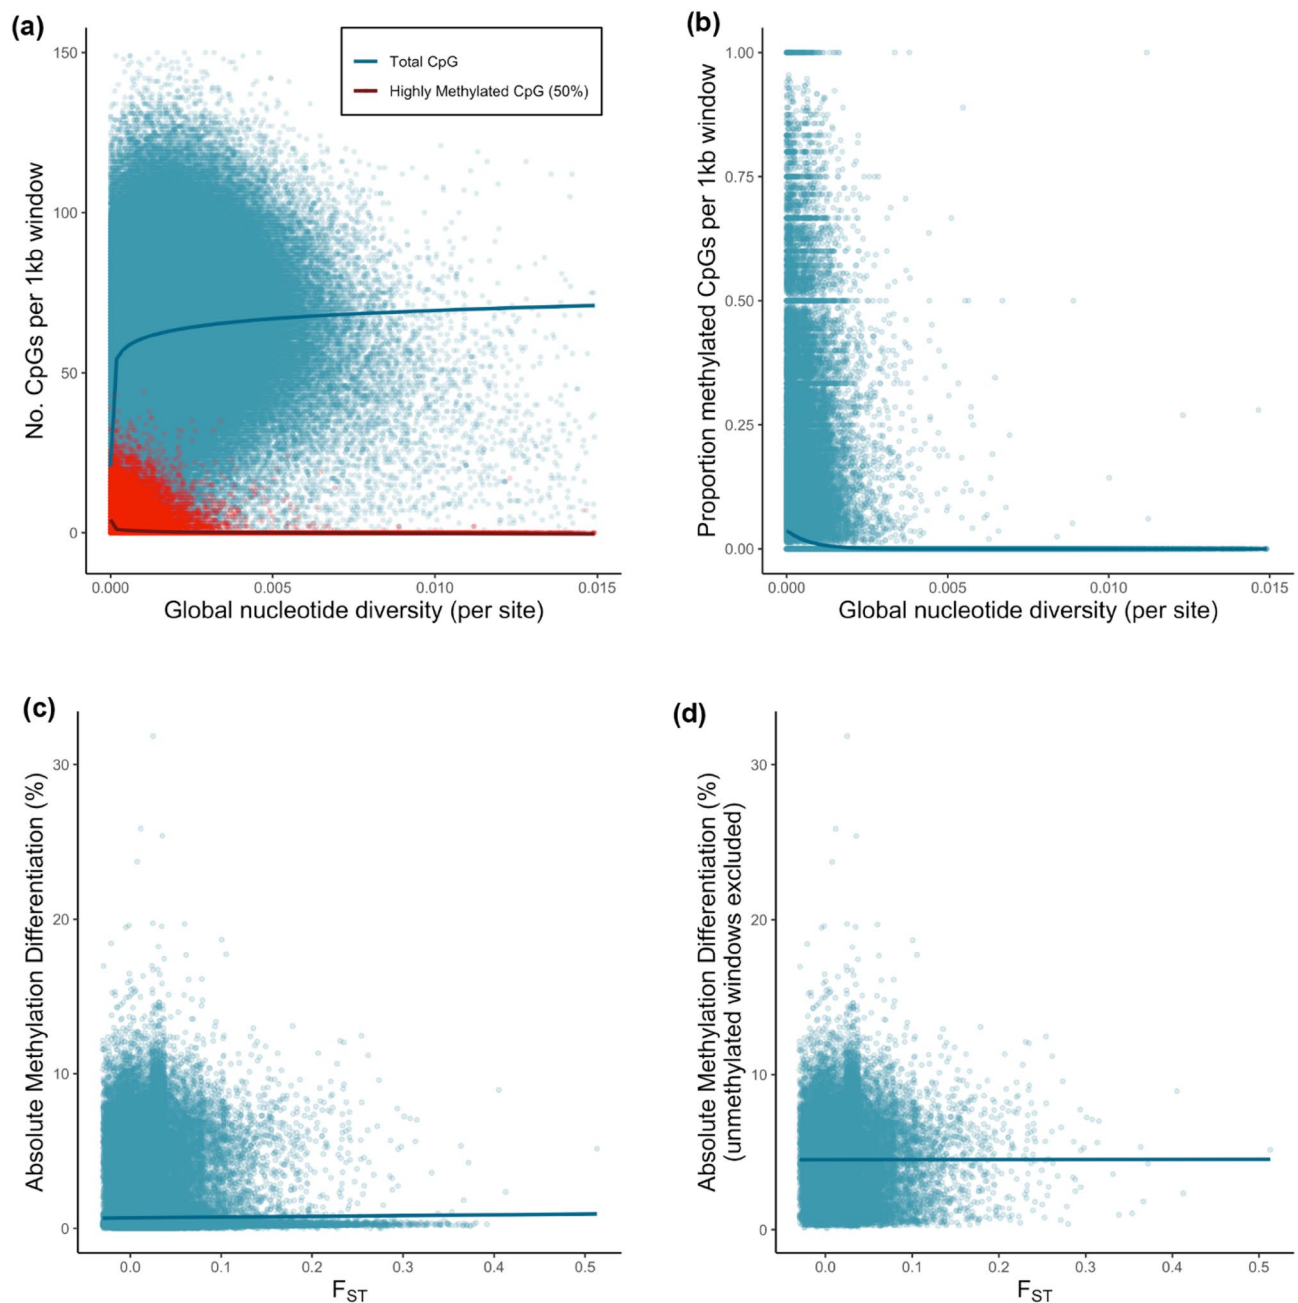 (a)
No. CpGs per 1kb window
150
100
50
0
Total CpG
Highly Methylated CpG (50%)
0.000 0.005 0.010 0.015
Global nucleotide diversity (per site)
(b)
Proportion methylated CpGs per 1kb window
1.00
0.75
0.50
0.25
0.00
0.000 0.005 0.010 0.015
Global nucleotide diversity (per site)
(c)
Absolute Methylation Differentiation (%)
30
20
10
0
0.0 0.1 0.2 0.3 0.4 0.5
FST
(d)
Absolute Methylation Differentiation (%)
(unmethylated windows excluded)
30
20
10
0
0.0 0.1 0.2 0.3 0.4 0.5
FST